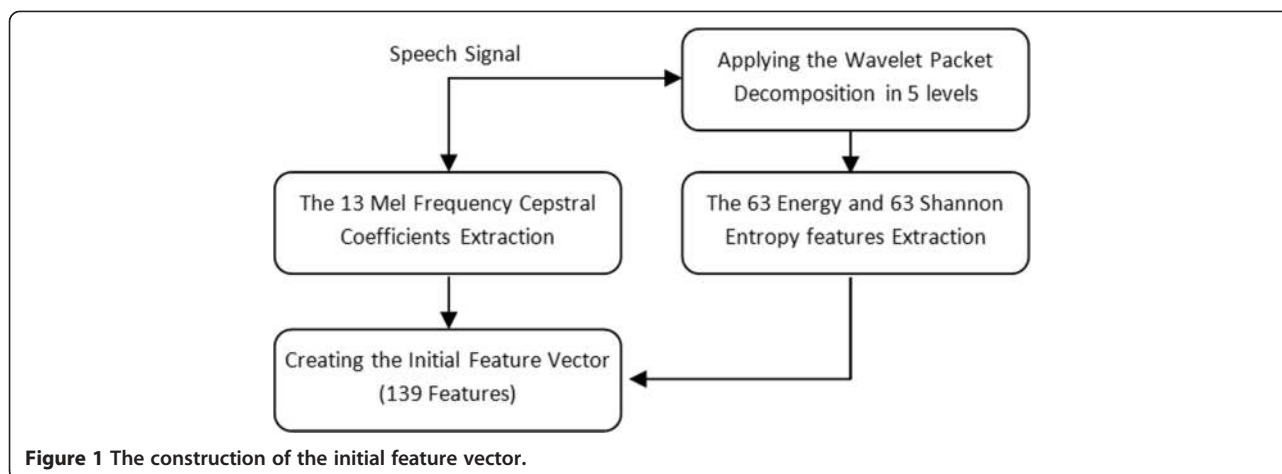 Speech Signal
Applying the Wavelet Packet
Decomposition in 5 levels
The 13 Mel Frequency Cepstral
Coefficients Extraction
The 63 Energy and 63 Shannon
Entropy features Extraction
Creating the Initial Feature Vector
(139 Features)
Figure 1 The construction of the initial feature vector.